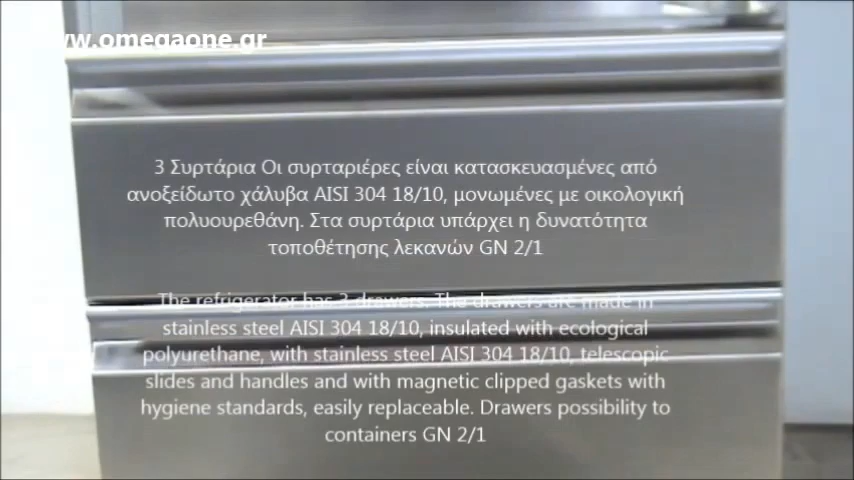 www.omegaone.gr
3 Συρτάρια Οι συρταριέρες είναι κατασκευασμένες από
ανοξείδωτο χάλυβα AISI 304 18/10, μονωμένες με οικολογική
πολυουρεθάνη. Στα συρτάρια υπάρχει η δυνατότητα
τοποθέτησης λεκανών GN 2/1
The refrigerator has 3 drawers. The drawers are made in
stainless steel AISI 304 18/10, insulated with ecological
polyurethane, with stainless steel AISI 304 18/10, telescopic
slides and handles and with magnetic clipped gaskets with
hygiene standards, easily replaceable. Drawers possibility to
containers GN 2/1